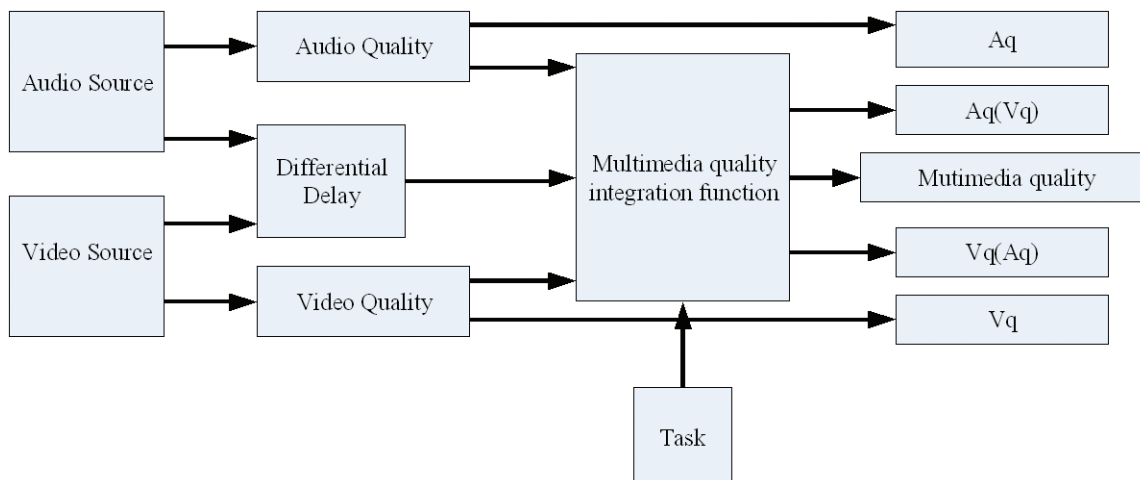 Audio Source
Audio Quality
Aq
Aq(Vq)
Differential
Delay
Multimedia quality
integration function
Mutimedia quality
Video Source
Video Quality
Vq(Aq)
Vq
Task